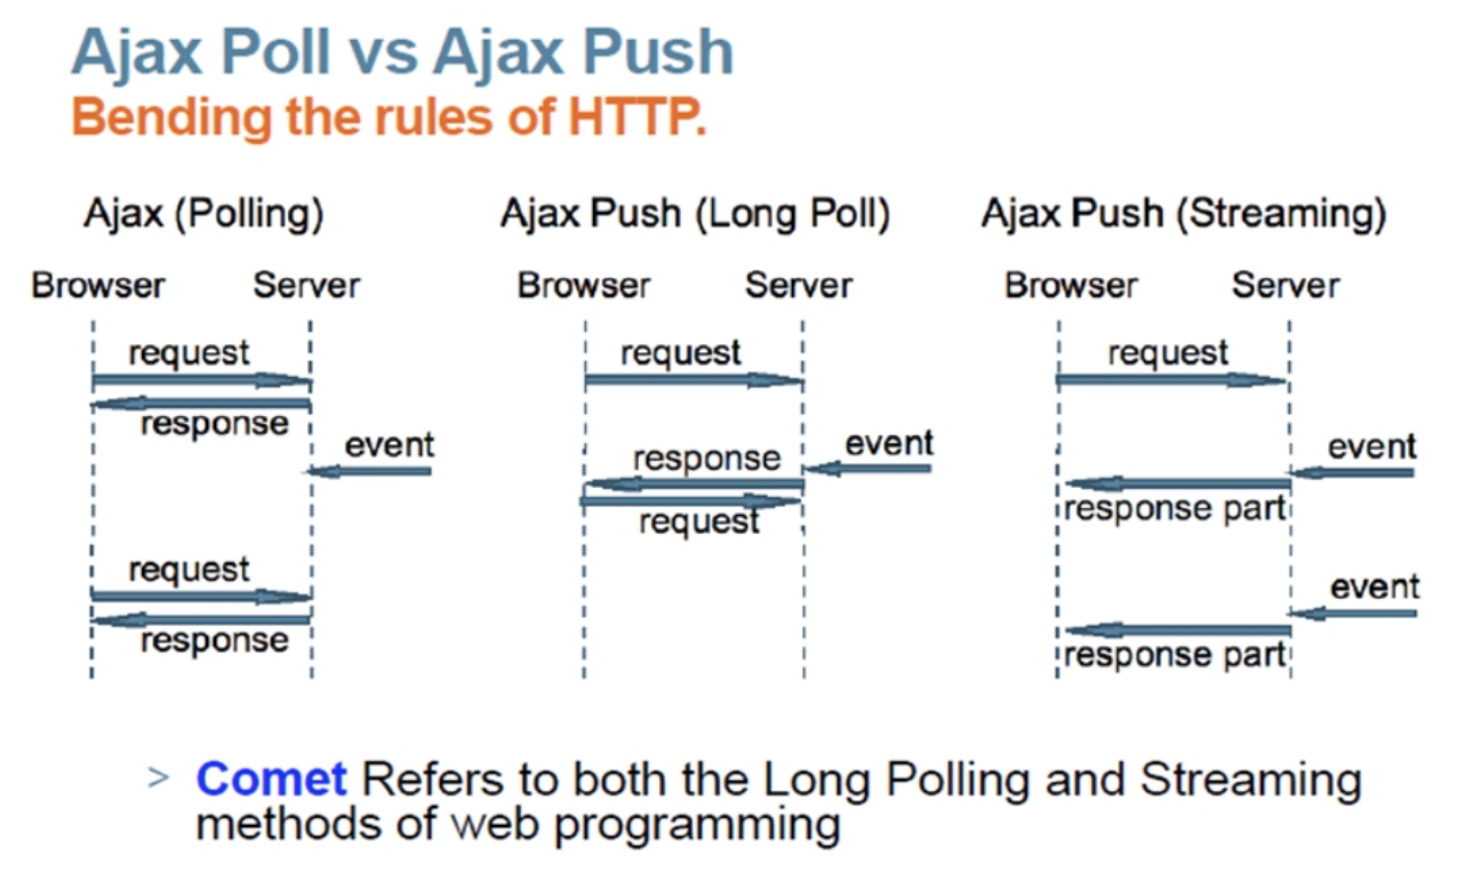 Ajax Poll vs Ajax Push
Bending the rules of HTTP.
Ajax (Polling)
Browser Server
request
response
event
request
response
Ajax Push (Long Poll)
Browser Server
request
event
response
request
Ajax Push (Streaming)
Browser Server
request
event
response part
event
response part
> Comet Refers to both the Long Polling and Streaming
methods of web programming